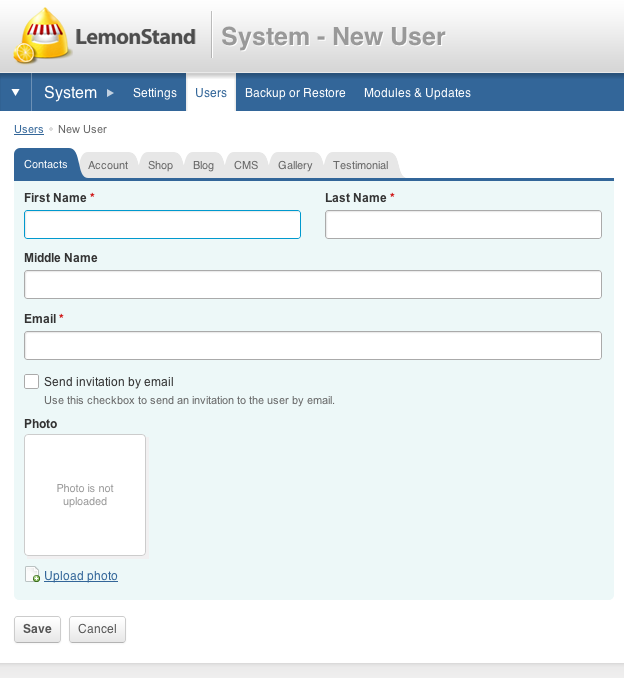 LemonStand System - New User
System Settings Users Backup or Restore Modules & Updates
Users • New User
Contacts Account Shop Blog CMS Gallery Testimonial
First Name * Last Name *
Middle Name
Email *
Send invitation by email
Use this checkbox to send an invitation to the user by email.
Photo
Photo is not
uploaded
Upload photo
Save Cancel